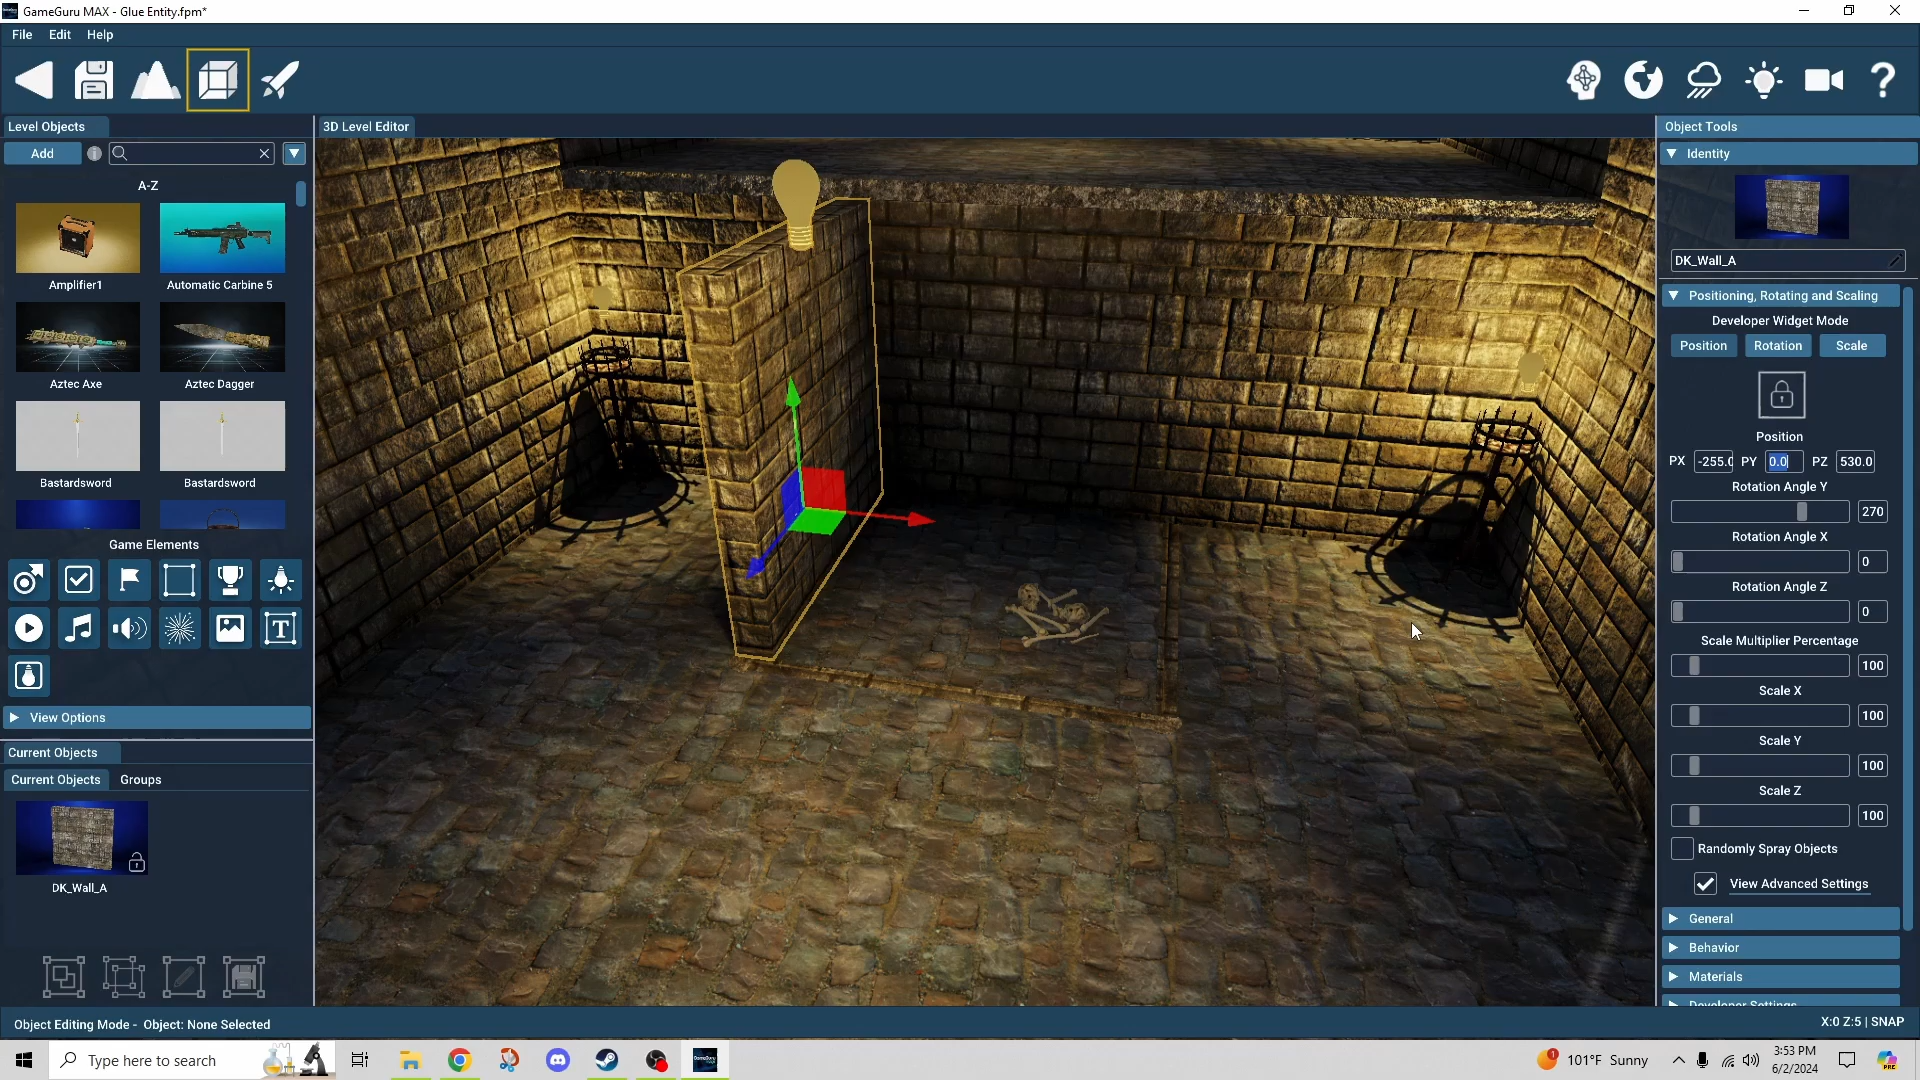 GameGuru MAX - Glue Entity.fpm*
File Edit Help
Level Objects
3D Level Editor
Object Tools
Add
A-Z
Amplifier1 Automatic Carbine 5
Aztec Axe Aztec Dagger
Bastardsword Bastardsword
Game Elements
T
View Options
Current Objects
Current Objects Groups
DK_Wall_A
Identity
DK_Wall_A
Positioning, Rotating and Scaling
Developer Widget Mode
Position Rotation Scale
Position
PX -255.0 PY 0.0 PZ 530.0
Rotation Angle Y
270
Rotation Angle X
0
Rotation Angle Z
0
Scale Multiplier Percentage
100
Scale X
100
Scale Y
100
Scale Z
100
Randomly Spray Objects
View Advanced Settings
General
Behavior
Materials
Developer Settings
Object Editing Mode - Object: None Selected
X:0 Z:5 | SNAP
Type here to search
1
101°F Sunny
3:53 PM
6/2/2024
PRE